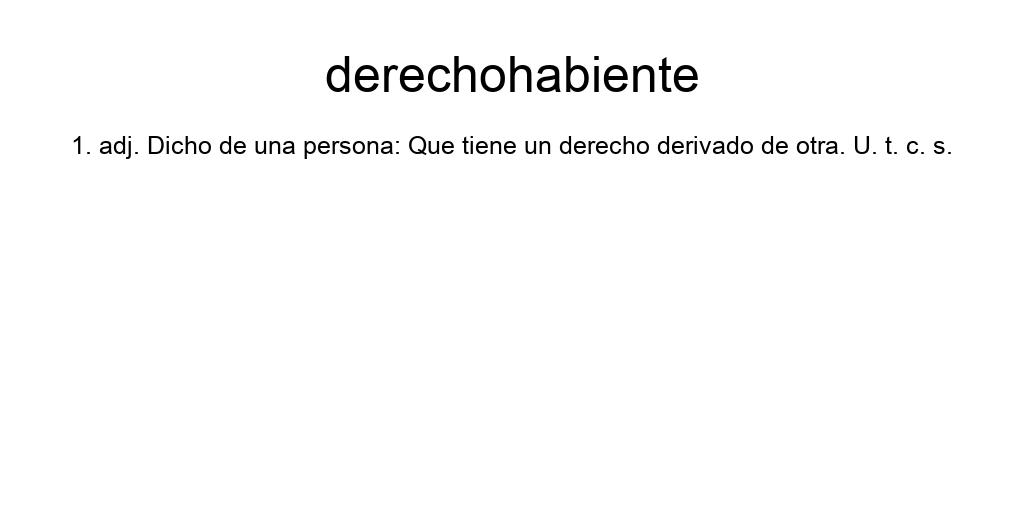 derechohabiente
1. adj. Dicho de una persona: Que tiene un derecho derivado de otra. U. t. c. s.